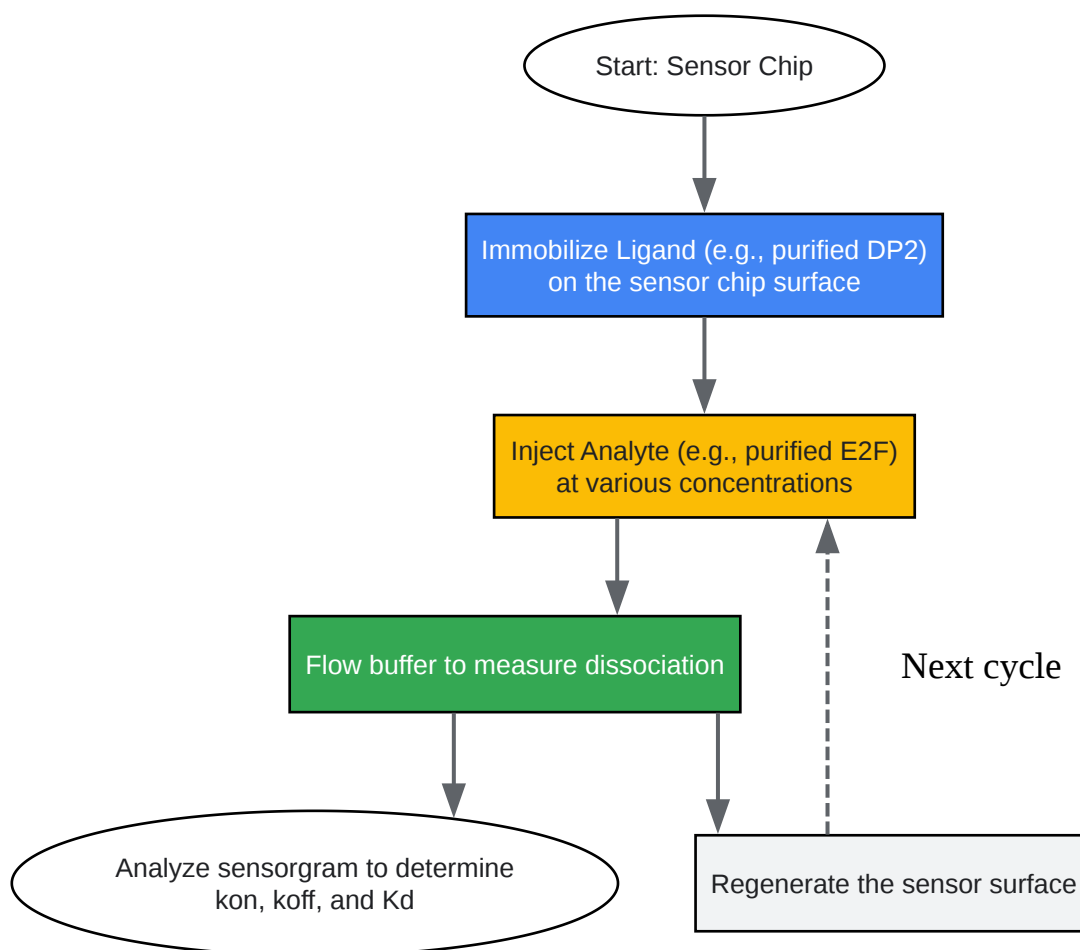 Start: Sensor Chip
Immobilize Ligand (e.g., purified DP2)
on the sensor chip surface
Inject Analyte (e.g., purified E2F)
at various concentrations
Flow buffer to measure dissociation
Next cycle
Analyze sensorgram to determine
kon, koff, and Kd
Regenerate the sensor surface